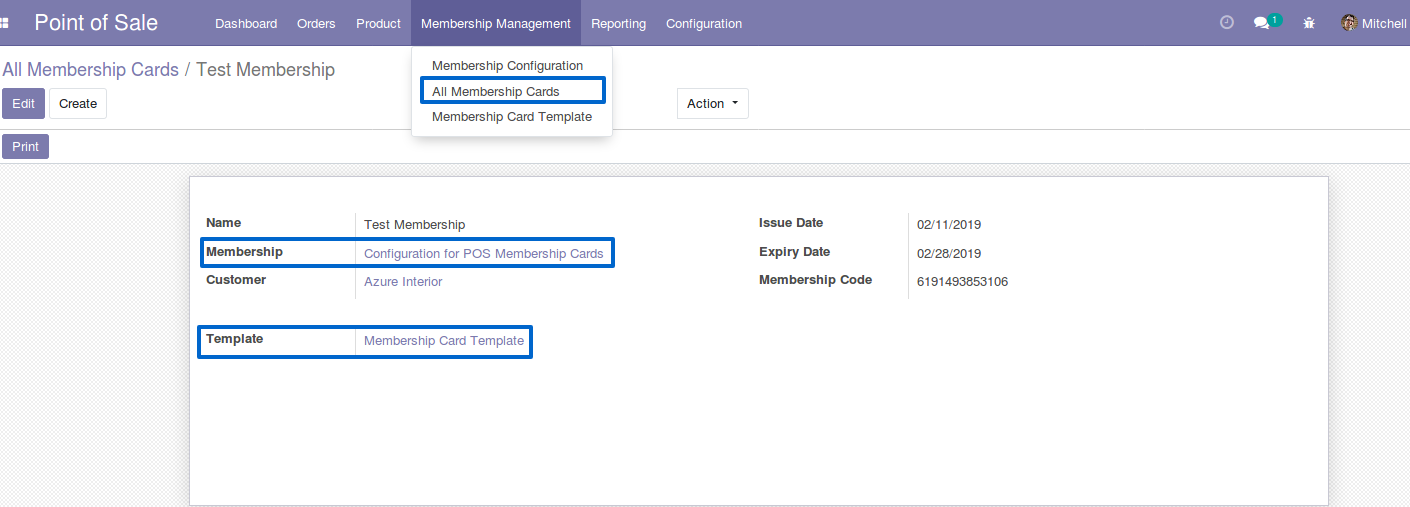 Point of Sale Dashboard Orders Product Membership Management Reporting Configuration 1 Mitchell
All Membership Cards / Test Membership
Membership Configuration
All Membership Cards
Membership Card Template
Edit Create Action
Print
Name Test Membership Issue Date 02/11/2019
Membership Configuration for POS Membership Cards Expiry Date 02/28/2019
Customer Azure Interior Membership Code 6191493853106
Template Membership Card Template